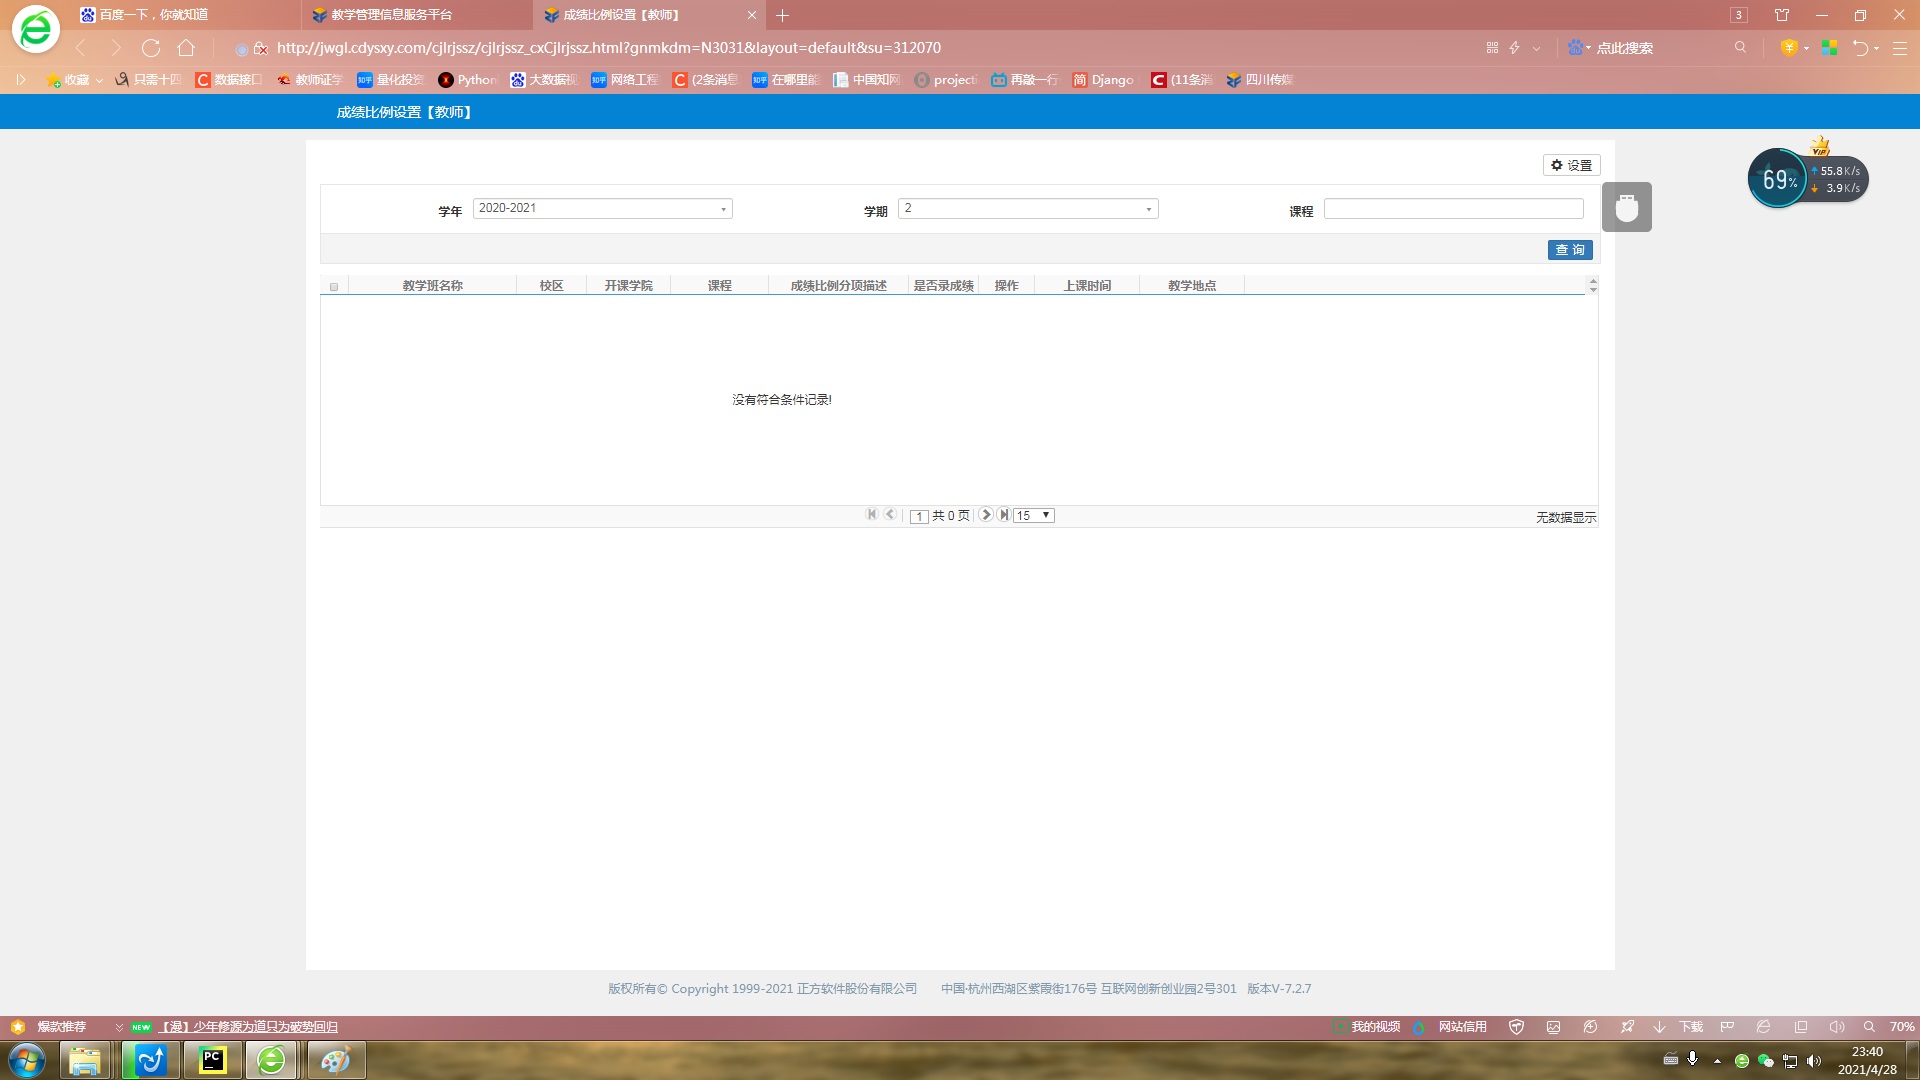 百度一下，你就知道
教学管理信息服务平台
成绩比例设置【教师】
3
http://jwgl.cdysxy.com/cjlrjssz/cjlrjssz_cxCjlrjssz.html?gnmkdm=N3031&layout=default&su=312070
点此搜索
收藏
只需十四
数据接口
教师证学
知乎 量化投资
Python
大数据视
知乎 网络工程
(2条消息
知乎 在哪里能
中国知网
projecti
再敲一行
简 Django
(11条消
四川传媒
成绩比例设置【教师】
设置
VIP
69%
55.8K/s
3.9K/s
学年 2020-2021
学期 2
课程
查 询
教学班名称 校区 开课学院 课程 成绩比例分项描述 是否录成绩 操作 上课时间 教学地点
没有符合条件记录!
1 共 0 页 15
无数据显示
版权所有© Copyright 1999-2021 正方软件股份有限公司 中国·杭州西湖区紫霞街176号 互联网创新创业园2号301 版本V-7.2.7
爆款推荐
NEW 【漫】少年修源为道只为破势回归
我的视频
网站信用
下载
70%
PC
23:40
2021/4/28